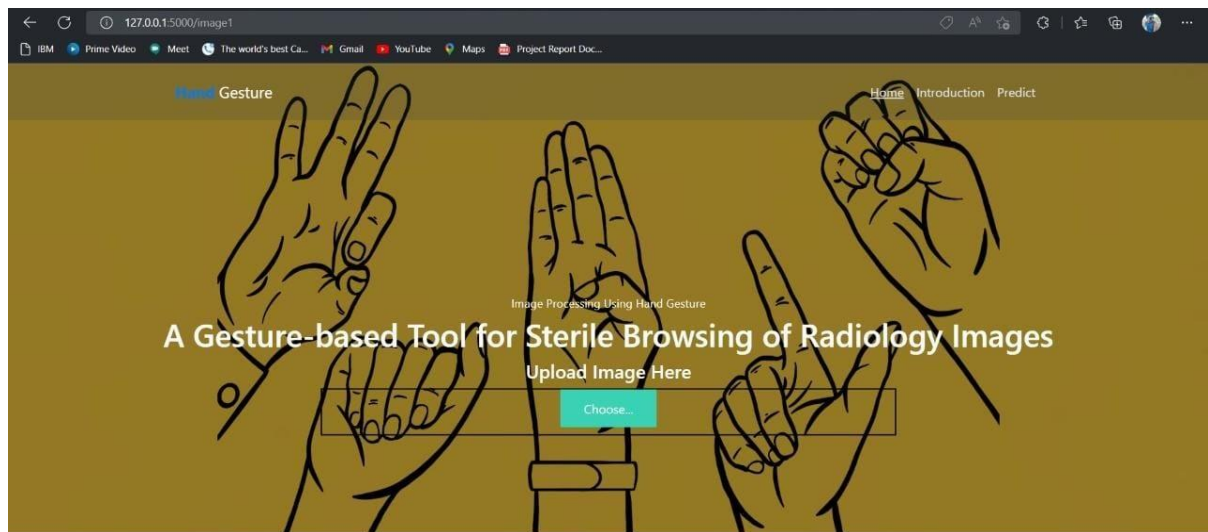 127.0.0.1:5000/image1
IBM Prime Video Meet The world's best Ca... Gmail YouTube Maps Project Report Doc...
Hand Gesture Home Introduction Predict
Image Processing Using Hand Gesture
A Gesture-based Tool for Sterile Browsing of Radiology Images
Upload Image Here
Choose...